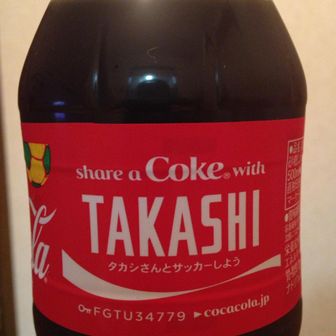 share a Coke® with
TAKASHI
タカシさんとサッカーしよう
FGTU34779 ▶cocacola.jp